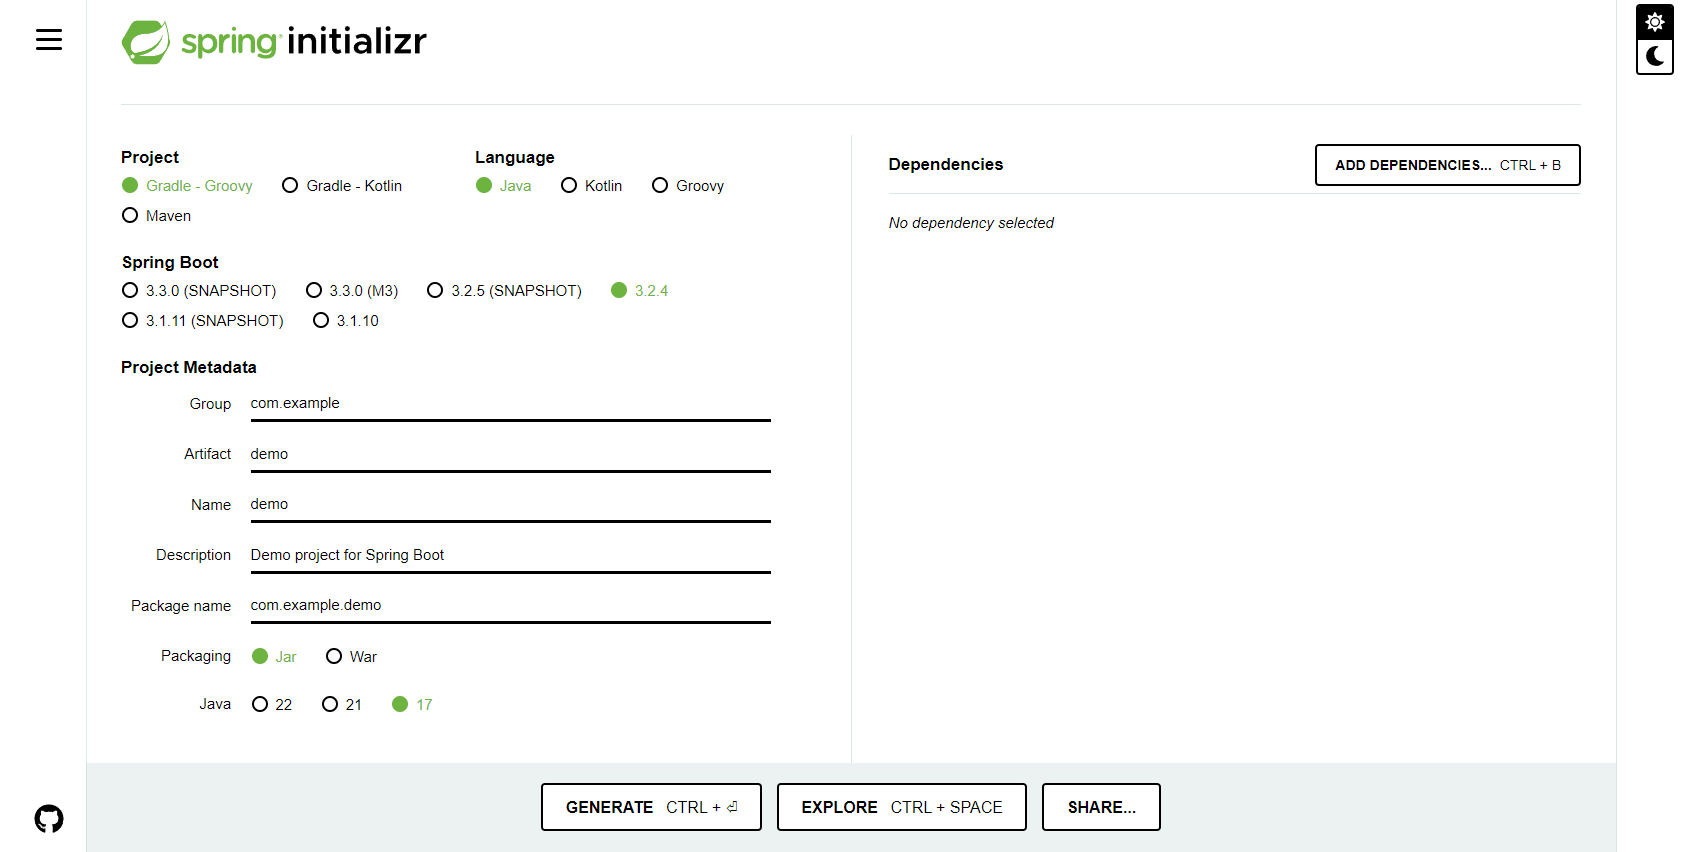 spring initializr
Project
Gradle - Groovy
Gradle - Kotlin
Maven
Language
Java
Kotlin
Groovy
Spring Boot
3.3.0 (SNAPSHOT)
3.3.0 (M3)
3.2.5 (SNAPSHOT)
3.2.4
3.1.11 (SNAPSHOT)
3.1.10
Project Metadata
Group com.example
Artifact demo
Name demo
Description Demo project for Spring Boot
Package name com.example.demo
Packaging Jar War
Java 22 21 17
Dependencies
ADD DEPENDENCIES... CTRL + B
No dependency selected
GENERATE CTRL + ⏎
EXPLORE CTRL + SPACE
SHARE...